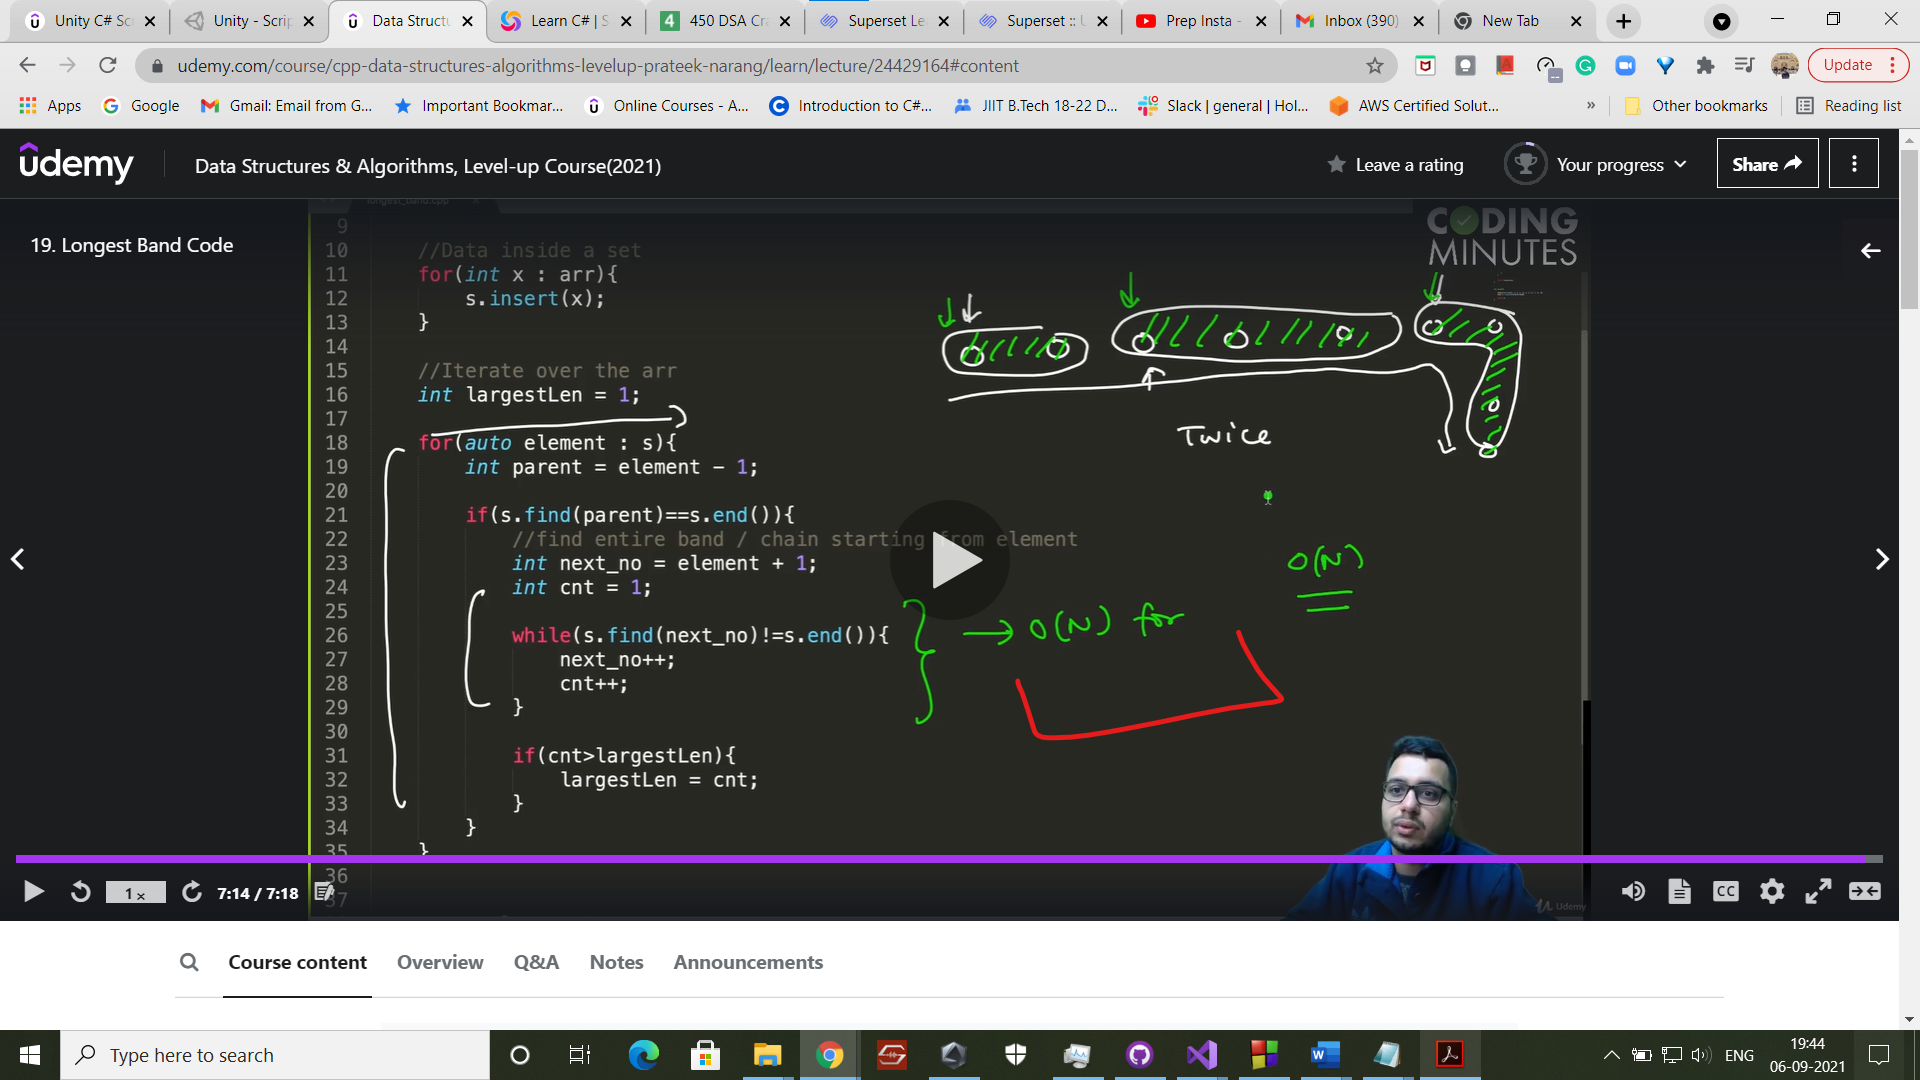 Unity C# Sc
Unity - Scrip
Data Structu
Learn C# | S
450 DSA Cra
Superset Le
Superset :: U
Prep Insta -
Inbox (390)
New Tab
udemy.com/course/cpp-data-structures-algorithms-levelup-prateek-narang/learn/lecture/24429164#content
Update
Apps
Google
Gmail: Email from G...
Important Bookmar...
Online Courses - A...
Introduction to C#...
JIIT B.Tech 18-22 D...
Slack | general | Hol...
AWS Certified Solut...
»
Other bookmarks
Reading list
udemy
Data Structures & Algorithms, Level-up Course(2021)
Leave a rating
Your progress
Share
19. Longest Band Code
longest_band.cpp
CODING
MINUTES
9
10 //Data inside a set
11 for(int x : arr){
12 s.insert(x);
13 }
14
15 //Iterate over the arr
16 int largestLen = 1;
17
18 for(auto element : s){
19 int parent = element - 1;
20
21 if(s.find(parent)==s.end()){
22 //find entire band / chain starting from element
23 int next_no = element + 1;
24 int cnt = 1;
25
26 while(s.find(next_no)!=s.end()){
27 next_no++;
28 cnt++;
29 }
30
31 if(cnt>largestLen){
32 largestLen = cnt;
33 }
34 }
35 }
36
37
Twice
O(N)
O(N) for
1x
7:14 / 7:18
CC
Udemy
Course content
Overview
Q&A
Notes
Announcements
Type here to search
ENG
19:44
06-09-2021